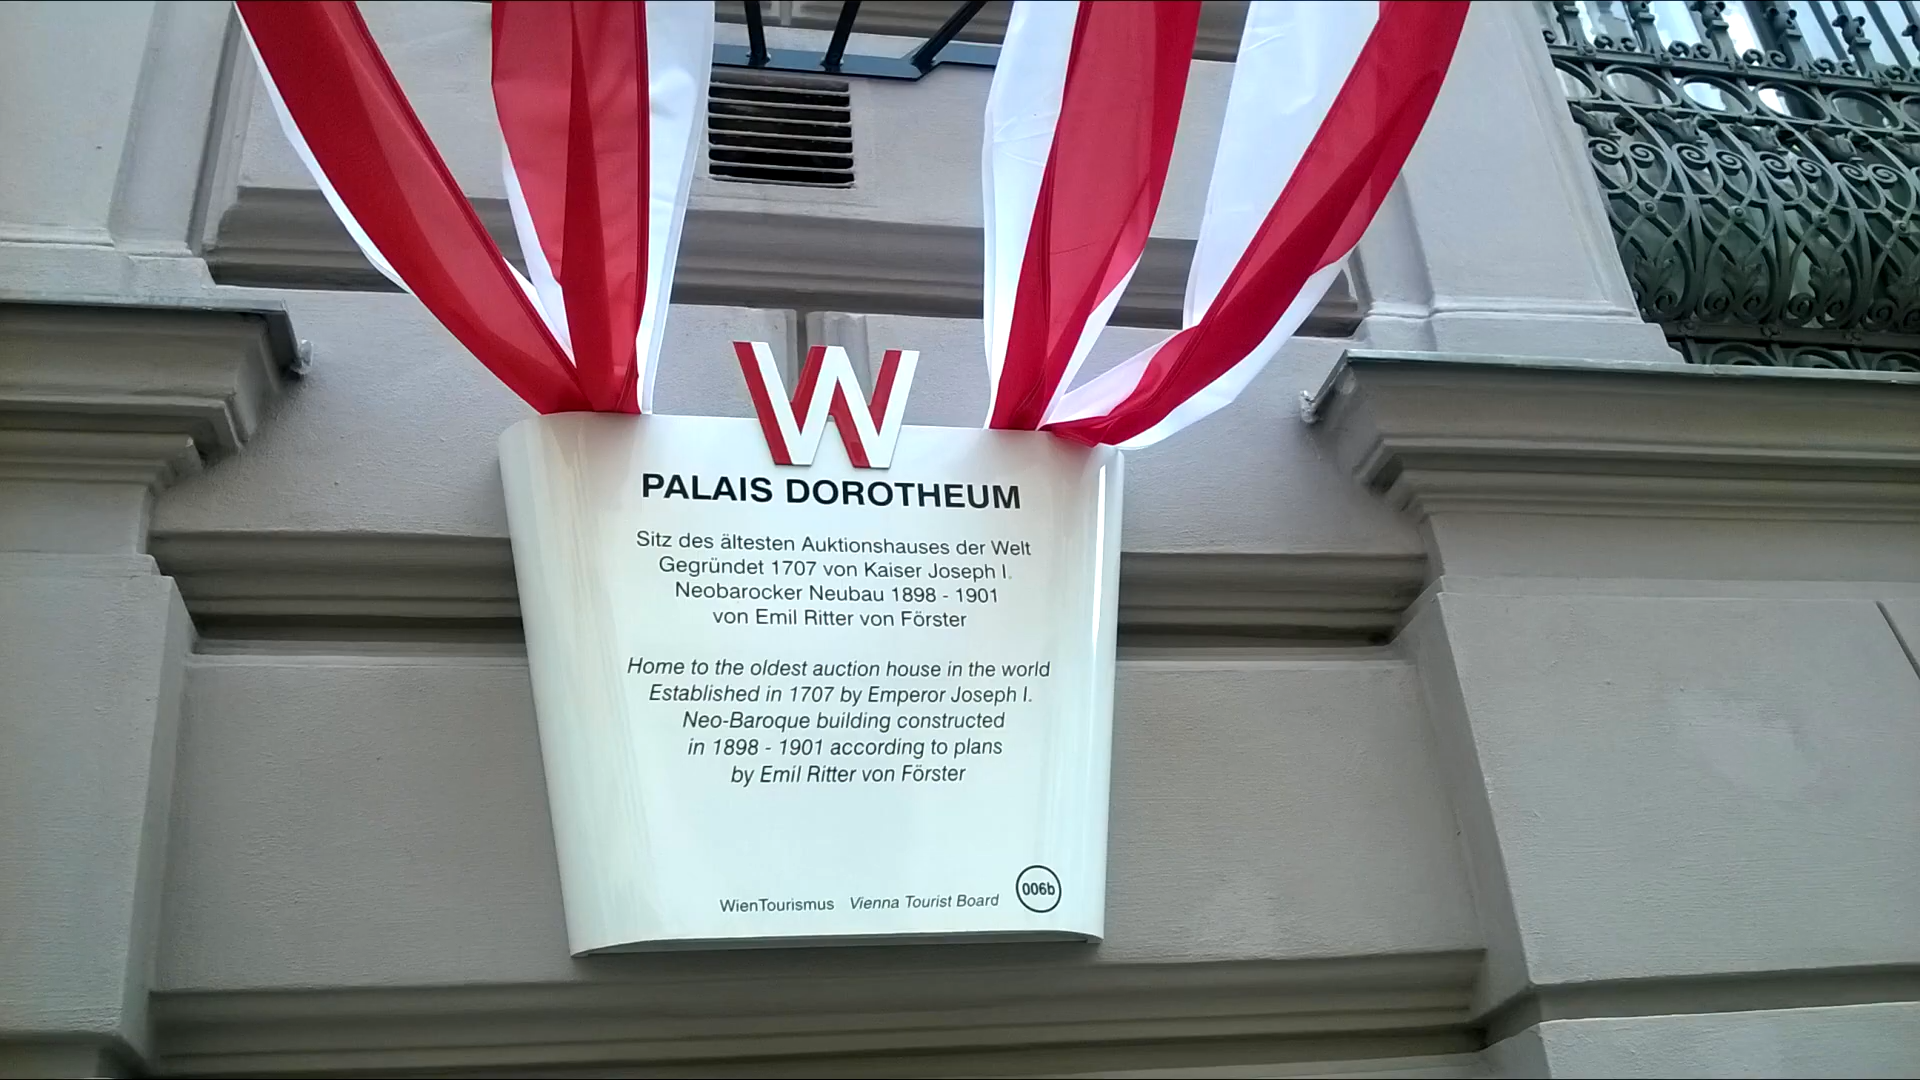 W
PALAIS DOROTHEUM
Sitz des ältesten Auktionshauses der Welt
Gegründet 1707 von Kaiser Joseph I.
Neobarocker Neubau 1898 - 1901
von Emil Ritter von Förster
Home to the oldest auction house in the world
Established in 1707 by Emperor Joseph I.
Neo-Baroque building constructed
in 1898 - 1901 according to plans
by Emil Ritter von Förster
WienTourismus Vienna Tourist Board 006b